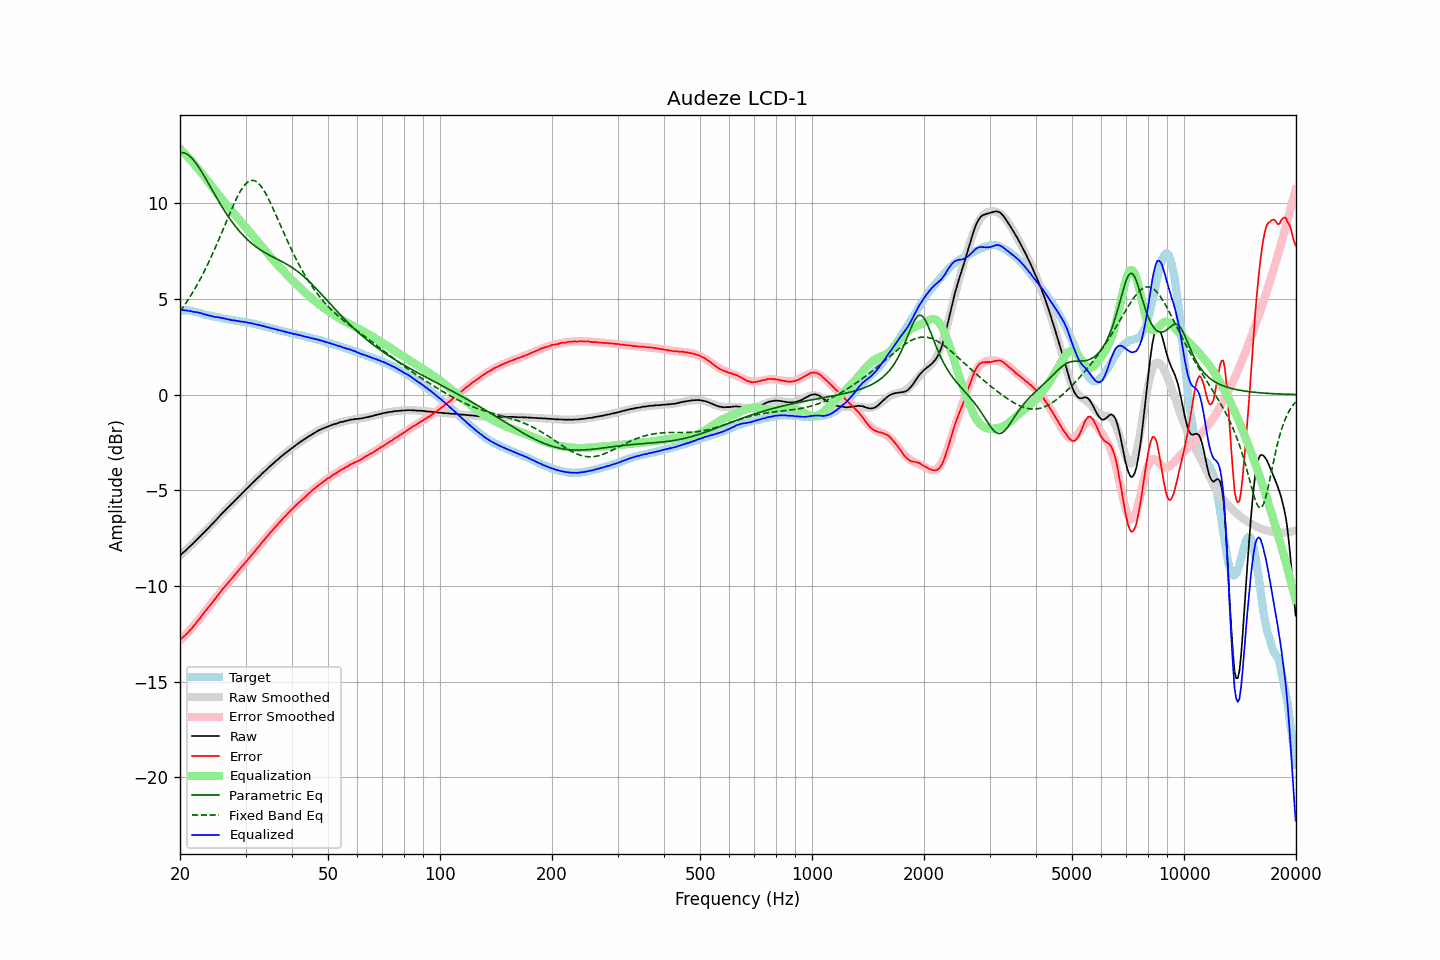 Audeze LCD-1
Amplitude (dBr)
10
5
0
−5
−10
−15
−20
Target
Raw Smoothed
Error Smoothed
Raw
Error
Equalization
Parametric Eq
Fixed Band Eq
Equalized
20 50 100 200 500 1000 2000 5000 10000 20000
Frequency (Hz)